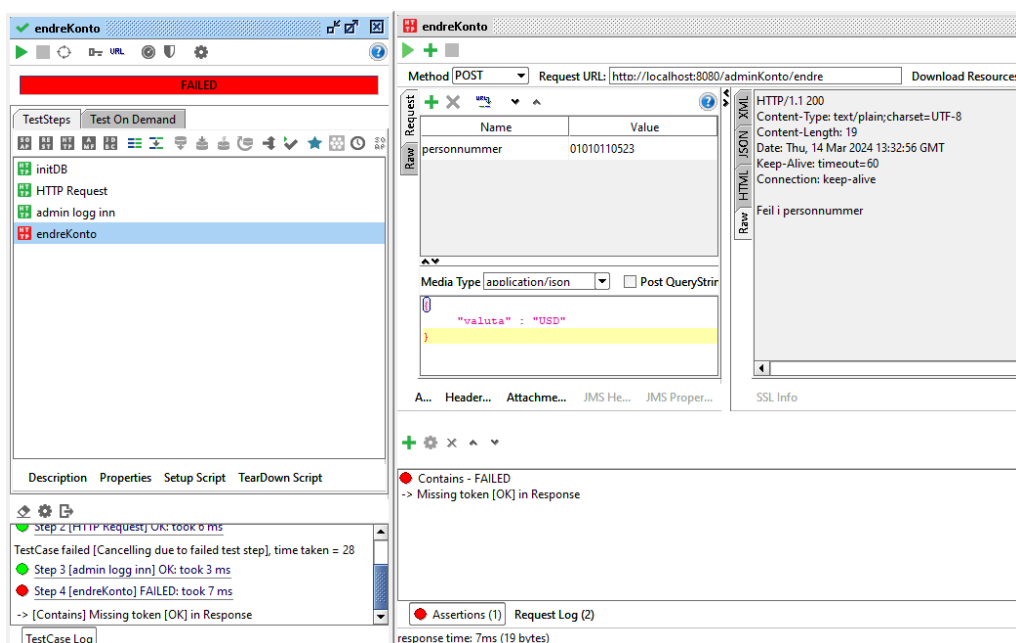 endreKonto
URL
FAILED
TestSteps
Test On Demand
initDB
HTTP Request
admin logg inn
endreKonto
Description Properties Setup Script TearDown Script
Step 2 [HTTP Request] OK: took 6 ms
TestCase failed [Cancelling due to failed test step], time taken = 28
Step 3 [admin logg inn] OK: took 3 ms
Step 4 [endreKonto] FAILED: took 7 ms
-> [Contains] Missing token [OK] in Response
TestCase Log
endreKonto
Method POST Request URL: http://localhost:8080/adminKonto/endre Download Resources
Request
Raw
Name Value
personnummer 01010110523
Media Type application/json Post QueryStrin
{
"valuta" : "USD"
}
A... Header... Attachme... JMS He... JMS Proper...
XML
JSON
HTML
Raw
HTTP/1.1 200
Content-Type: text/plain;charset=UTF-8
Content-Length: 19
Date: Thu, 14 Mar 2024 13:32:56 GMT
Keep-Alive: timeout=60
Connection: keep-alive
Feil i personnummer
SSL Info
Contains - FAILED
-> Missing token [OK] in Response
Assertions (1) Request Log (2)
response time: 7ms (19 bytes)